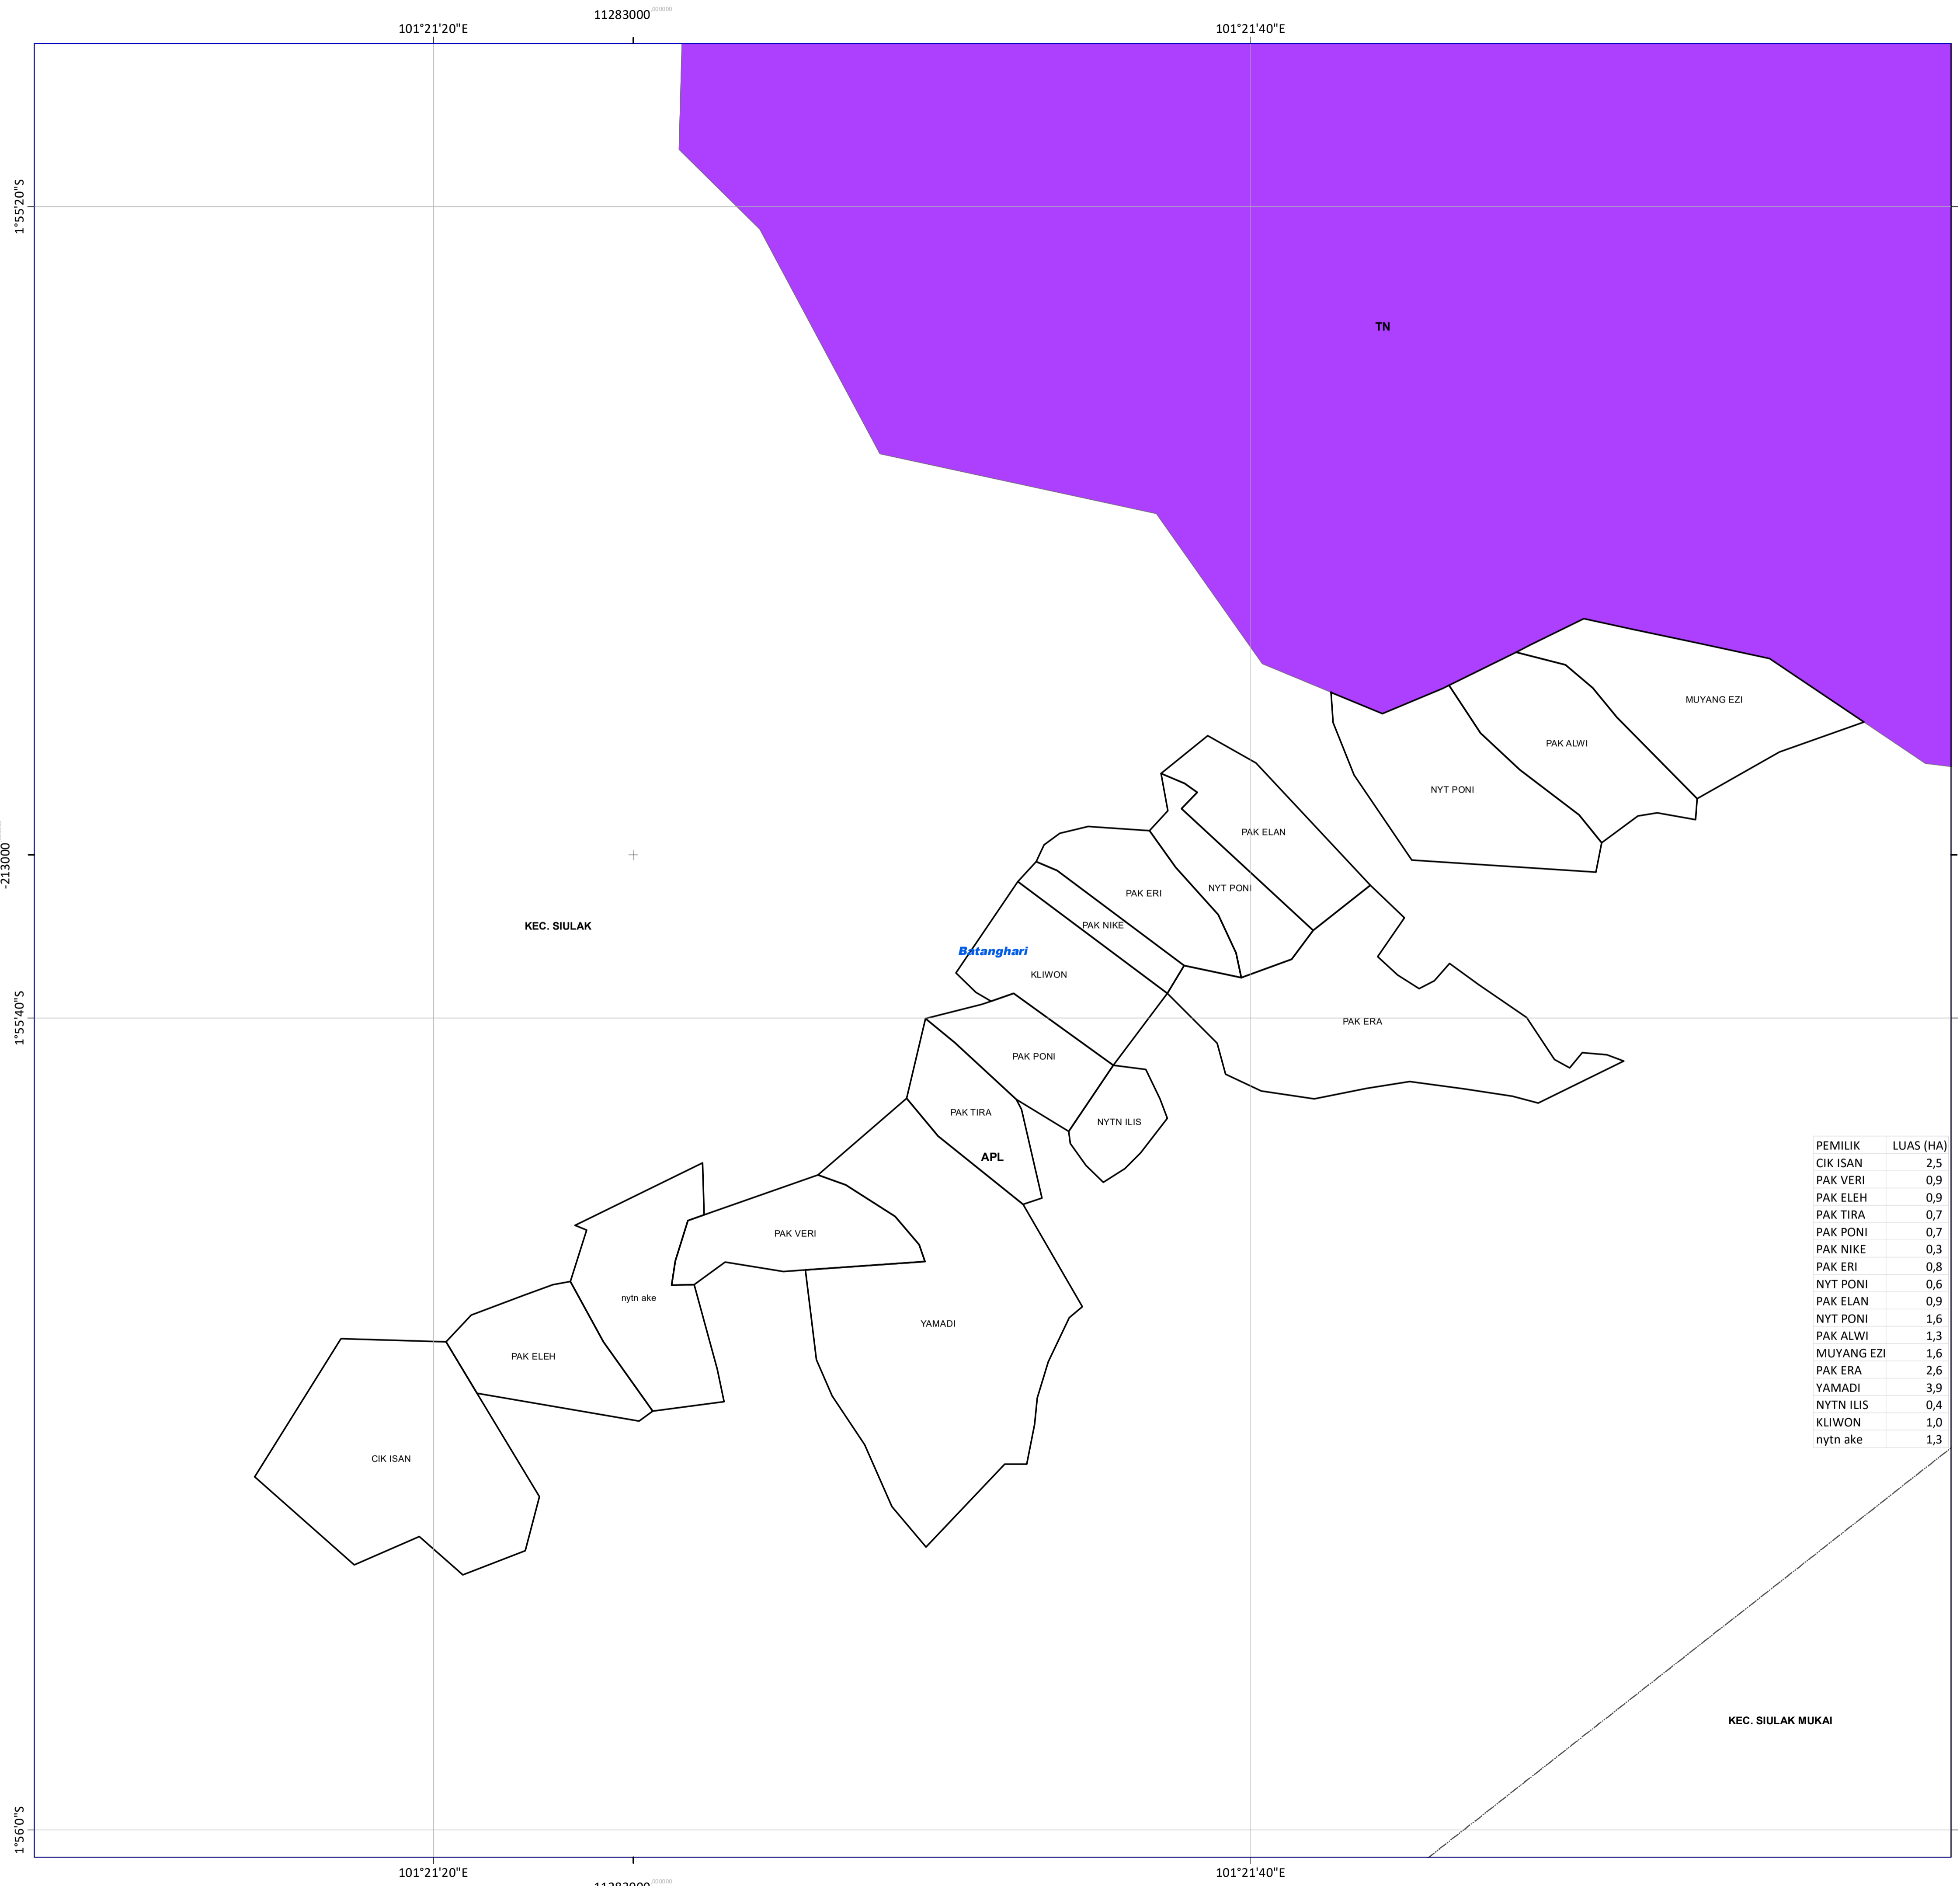 11283000.000000
101°21'20"E 101°21'40"E
1°55'20"S
TN
MUYANG EZI
PAK ALWI
NYT PONI
PAK ELAN
-213000
NYT PONI
PAK ERI
PAK NIKE
KEC. SIULAK
Batanghari
KLIWON
1°55'40"S
PAK ERA
PAK PONI
PAK TIRA
NYTN ILIS
APL
PAK VERI
nytn ake
YAMADI
PAK ELEH
CIK ISAN
PEMILIK LUAS (HA)
CIK ISAN 2,5
PAK VERI 0,9
PAK ELEH 0,9
PAK TIRA 0,7
PAK PONI 0,7
PAK NIKE 0,3
PAK ERI 0,8
NYT PONI 0,6
PAK ELAN 0,9
NYT PONI 1,6
PAK ALWI 1,3
MUYANG EZI 1,6
PAK ERA 2,6
YAMADI 3,9
NYTN ILIS 0,4
KLIWON 1,0
nytn ake 1,3
KEC. SIULAK MUKAI
1°56'0"S
101°21'20"E 101°21'40"E
11283000.000000